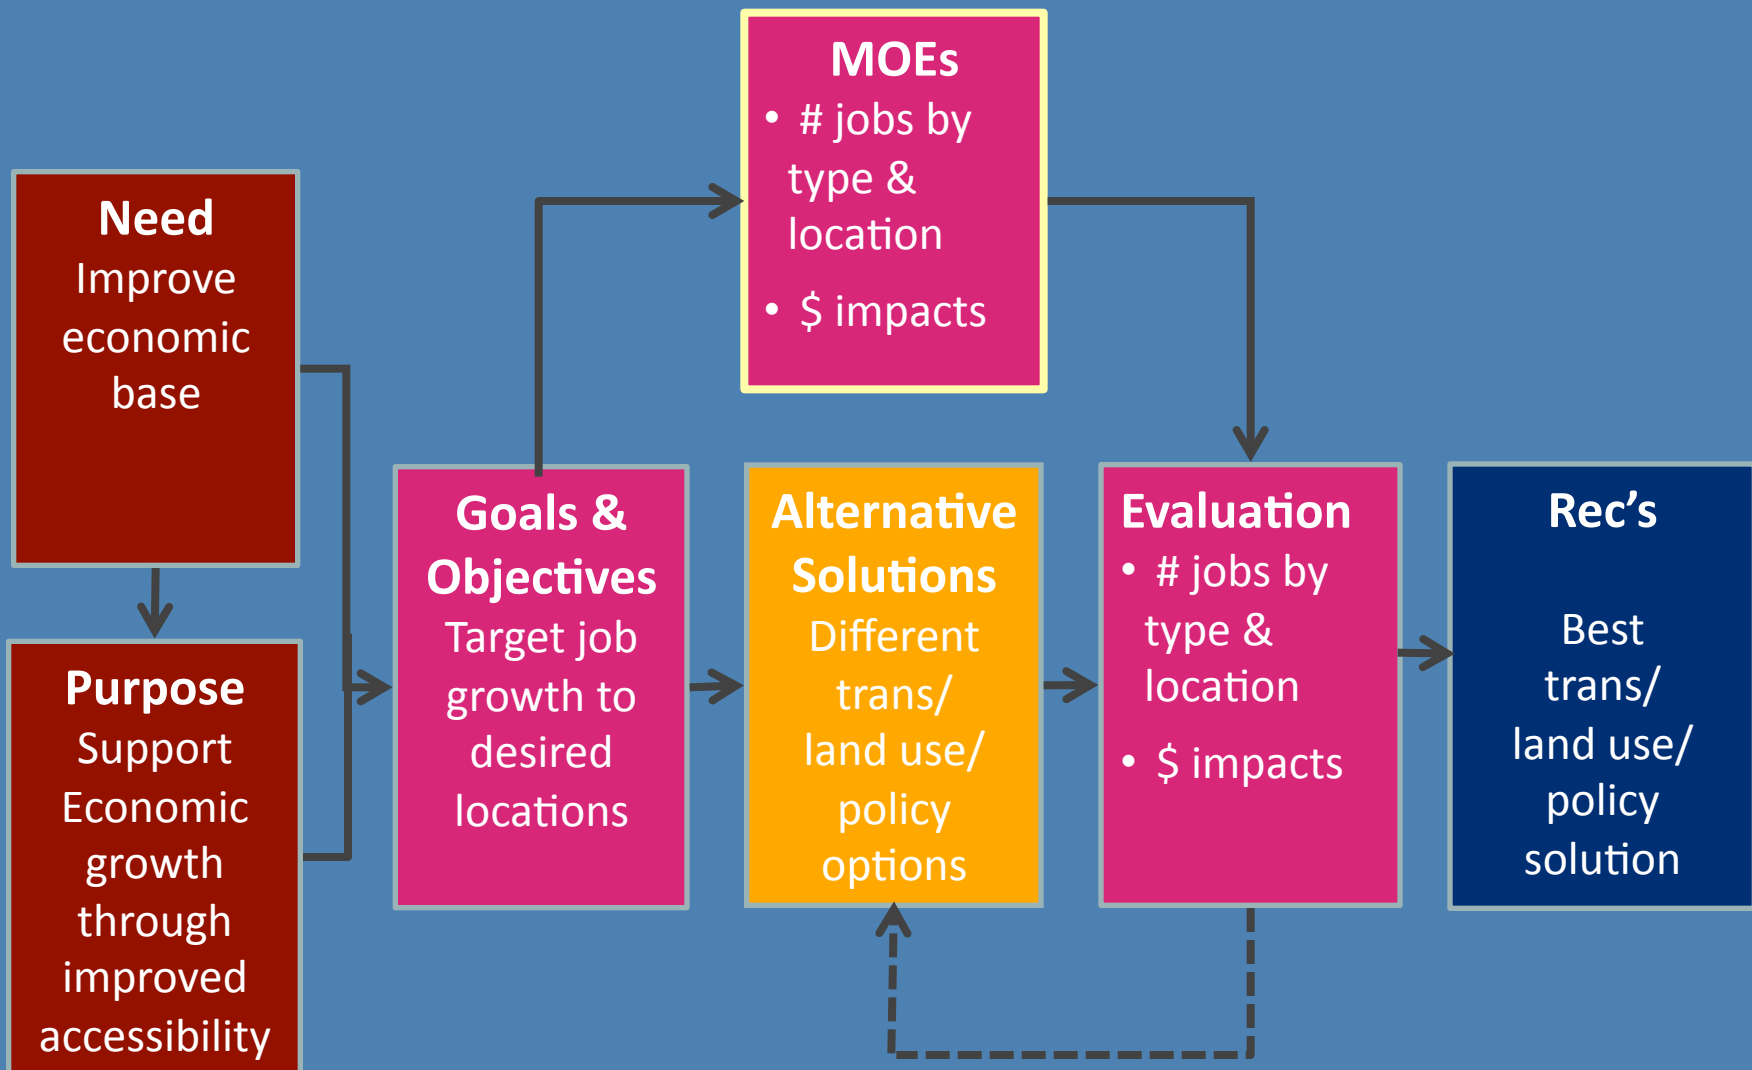 MOEs
• # jobs by
type &
location
• $ impacts
Need
Improve
economic
base
Purpose
Support
Economic
growth
through
improved
accessibility
Goals &
Objectives
Target job
growth to
desired
locations
Alternative
Solutions
Different
trans/
land use/
policy
options
Evaluation
• # jobs by
type &
location
• $ impacts
Rec’s
Best
trans/
land use/
policy
solution